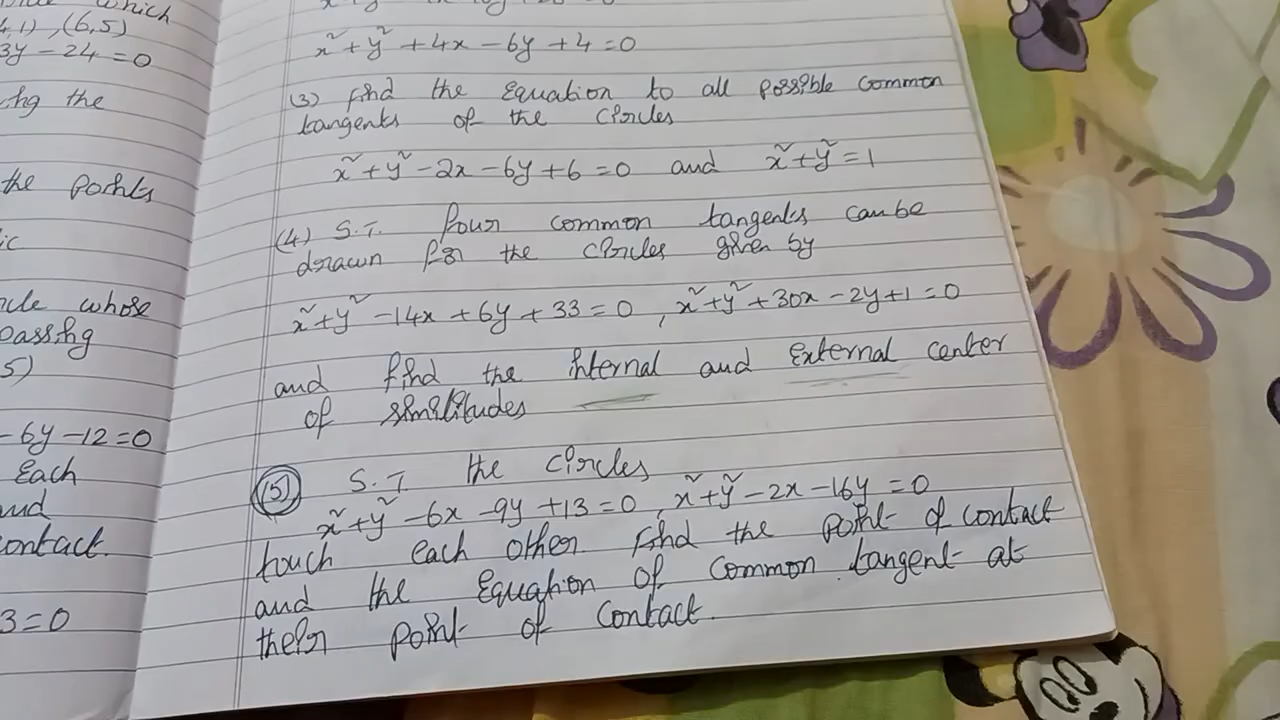 which
4,1), (6,5)
3y - 24 = 0
the
the points
whose
5)
- 6y - 12 = 0
Each
contact.
3 = 0
x² + y² + 4x - 6y + 4 = 0
(3) find the Equation to all possible common
tangents of the circles
x² + y² - 2x - 6y + 6 = 0 and x² + y² = 1
(4) S.T. four common tangents can be
drawn for the circles given by
x² + y² - 14x + 6y + 33 = 0, x² + y² + 30x - 2y + 1 = 0
and find the internal and External center
of similitudes
(5) S.T the circles
x² + y² - 6x - 9y + 13 = 0, x² + y² - 2x - 16y = 0
touch each other find the point of contact
and the Equation of common tangent at
their point of contact.